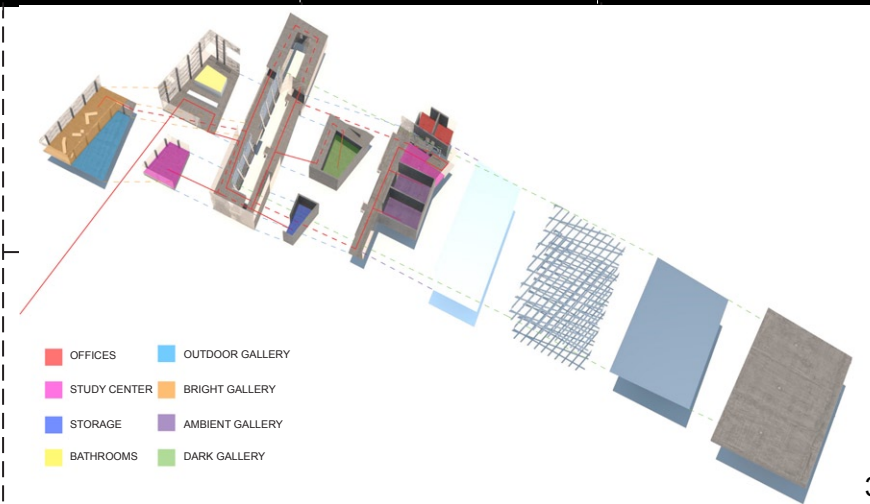 OFFICES
OUTDOOR GALLERY
STUDY CENTER
BRIGHT GALLERY
STORAGE
AMBIENT GALLERY
BATHROOMS
DARK GALLERY
3